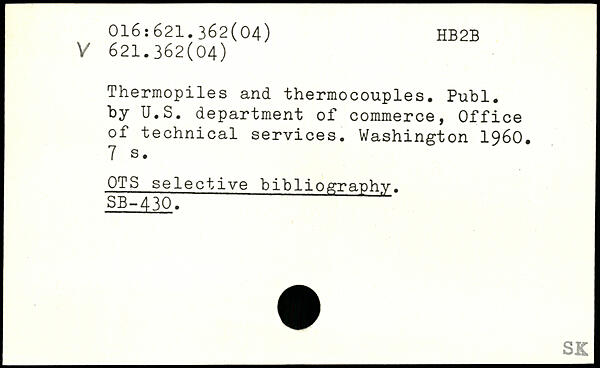 016:621.362(04) HB2B
V 621.362(04)
Thermopiles and thermocouples. Publ.
by U.S. department of commerce, Office
of technical services. Washington 1960.
7 s.
OTS selective bibliography.
SB-430.
SK